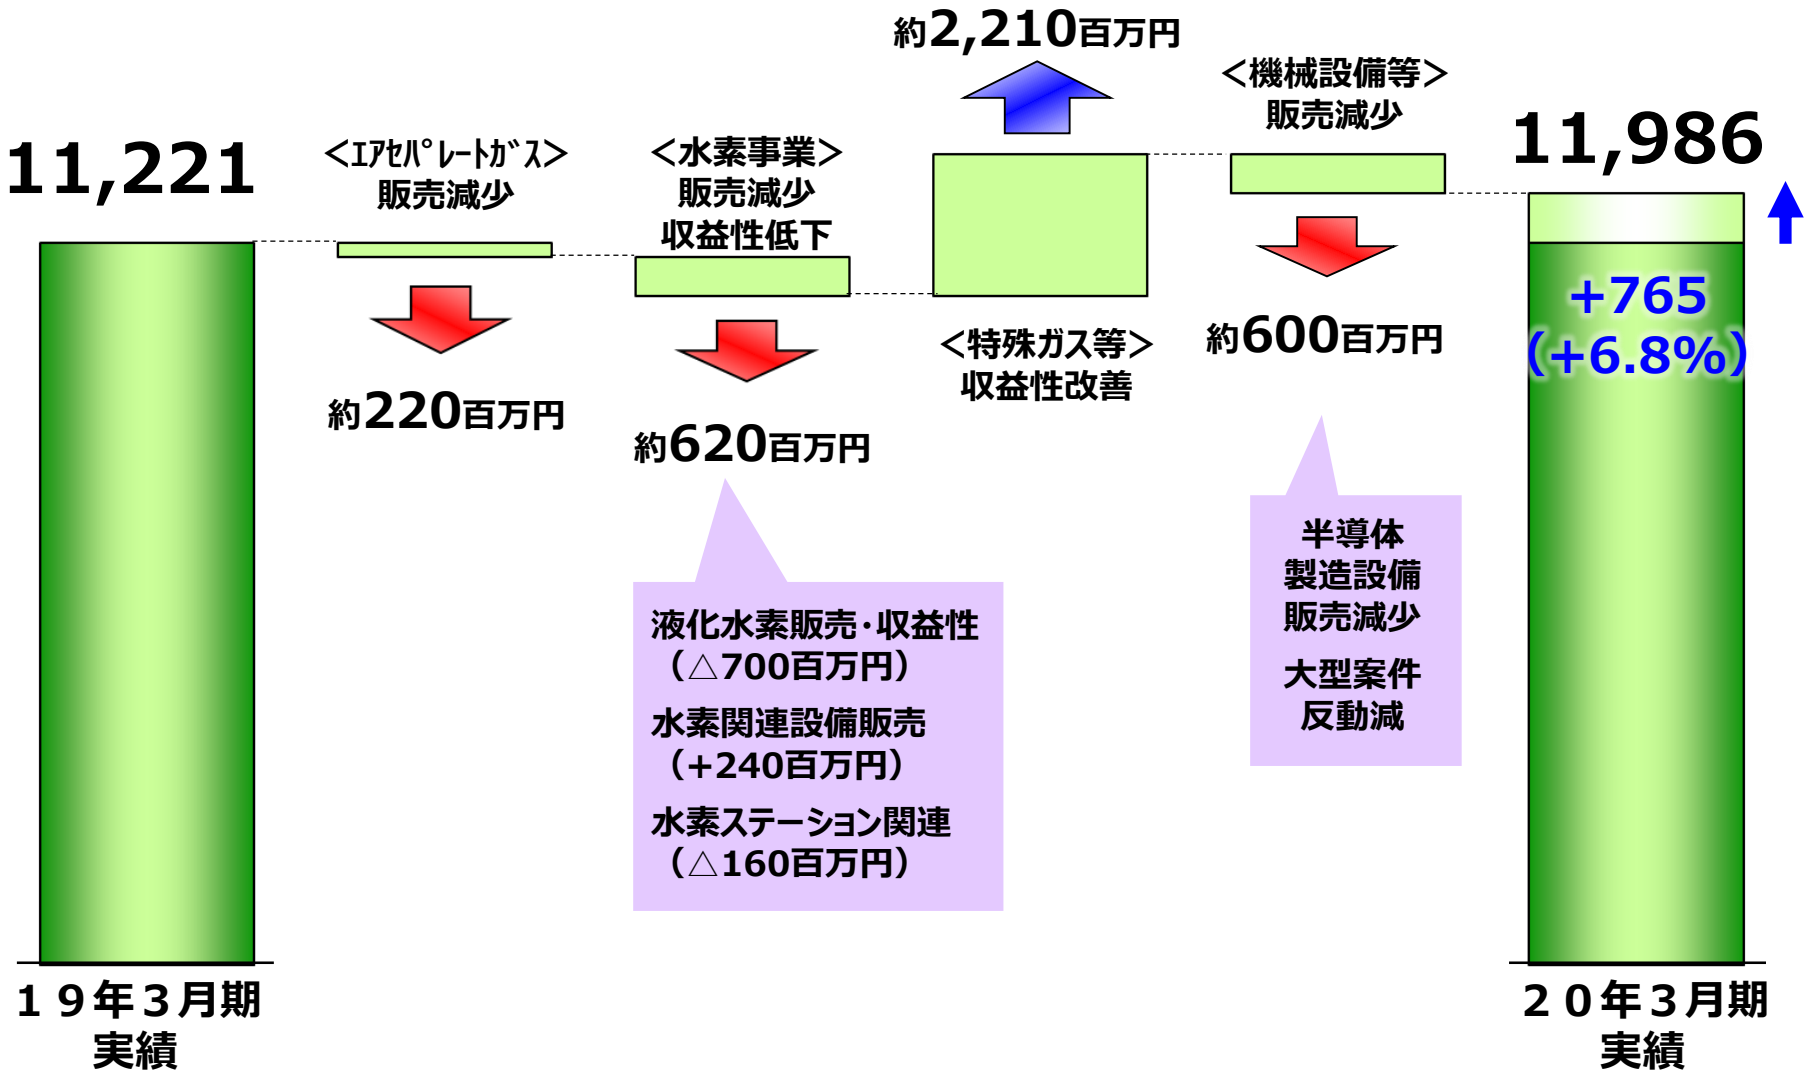 11,221
19年3月期
実績
<エアセパレートガス>
販売減少
約220百万円
<水素事業>
販売減少
収益性低下
約620百万円
液化水素販売・収益性
(△700百万円)
水素関連設備販売
(+240百万円)
水素ステーション関連
(△160百万円)
約2,210百万円
<特殊ガス等>
収益性改善
<機械設備等>
販売減少
約600百万円
半導体
製造設備
販売減少
大型案件
反動減
11,986
+765
(+6.8%)
20年3月期
実績